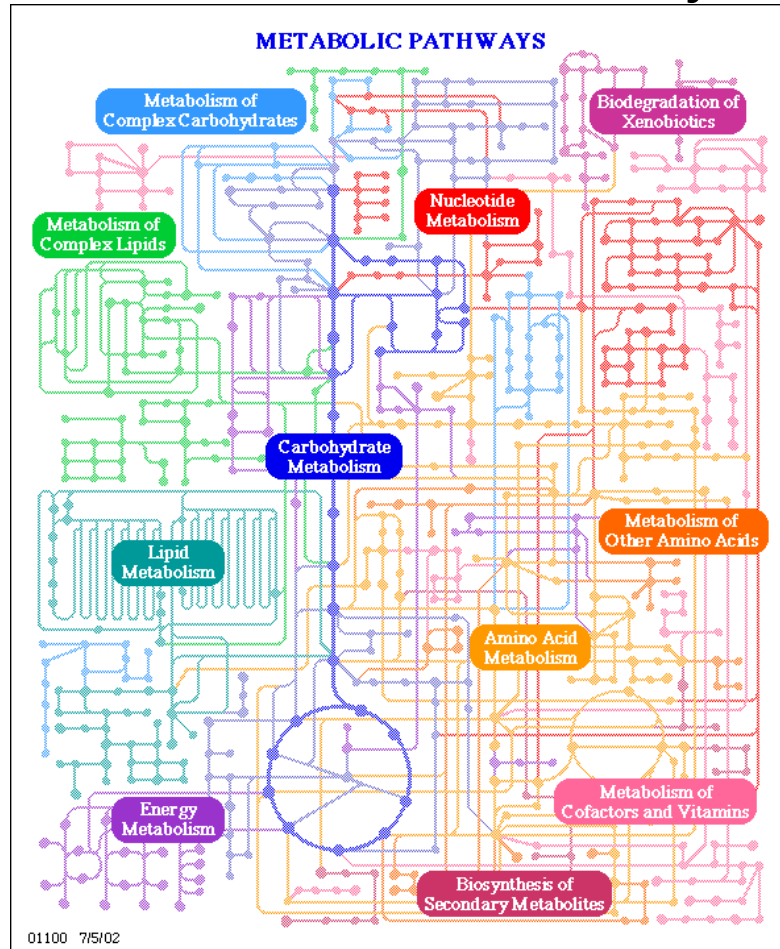 METABOLIC PATHWAYS
Metabolism of
Complex Carbohydrates
Biodegradation of
Xenobiotics
Nucleotide
Metabolism
Metabolism of
Complex Lipids
Carbohydrate
Metabolism
Lipid
Metabolism
Metabolism of
Other Amino Acids
Amino Acid
Metabolism
Energy
Metabolism
Metabolism of
Cofactors and Vitamins
Biosynthesis of
Secondary Metabolites
01100 7/5/02